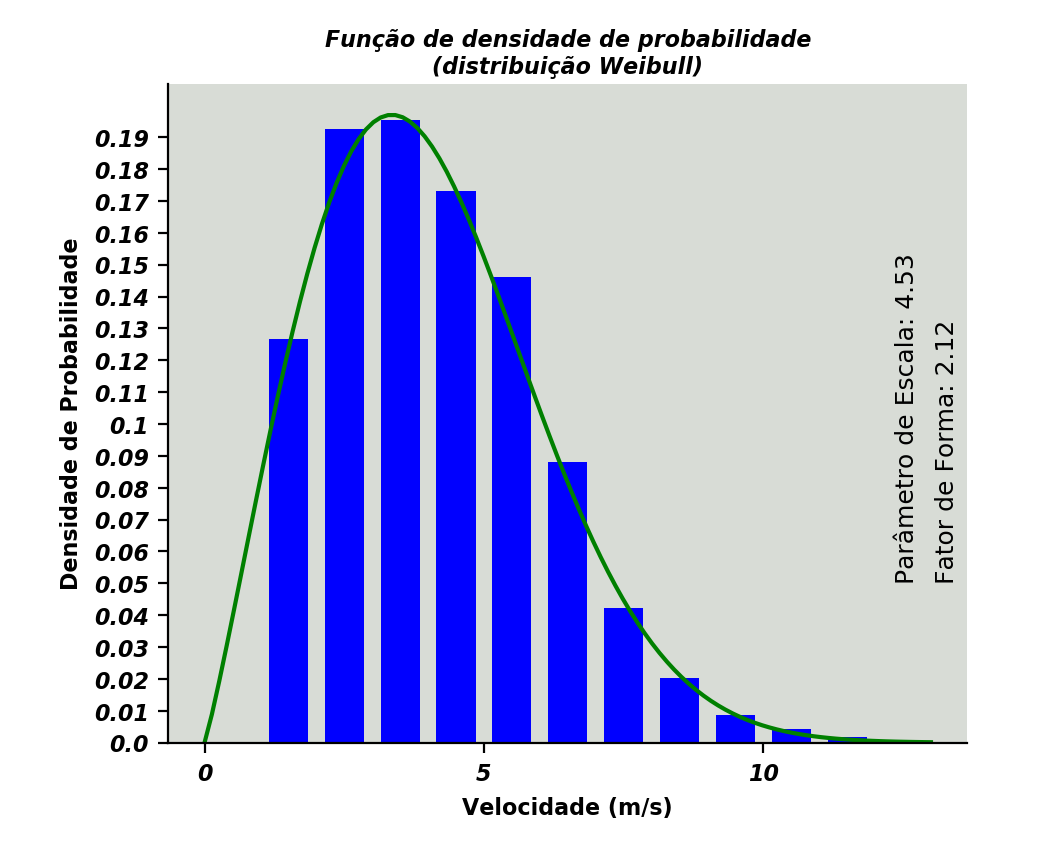 Função de densidade de probabilidade
(distribuição Weibull)
Densidade de Probabilidade
0.19
0.18
0.17
0.16
0.15
0.14
0.13
0.12
0.11
0.1
0.09
0.08
0.07
0.06
0.05
0.04
0.03
0.02
0.01
0.0
Parâmetro de Escala: 4.53
Fator de Forma: 2.12
0 5 10
Velocidade (m/s)